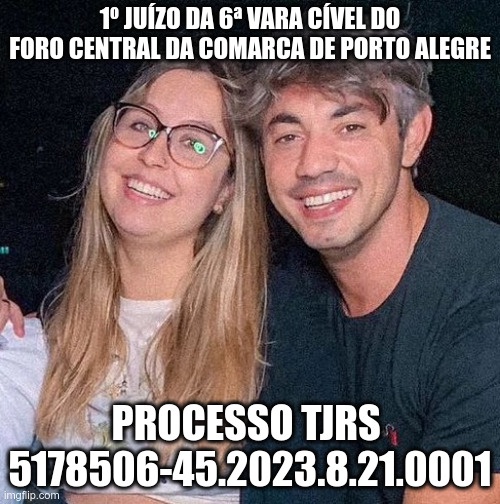 1º JUÍZO DA 6ª VARA CÍVEL DO
FORO CENTRAL DA COMARCA DE PORTO ALEGRE
PROCESSO TJRS
5178506-45.2023.8.21.0001
imgflip.com